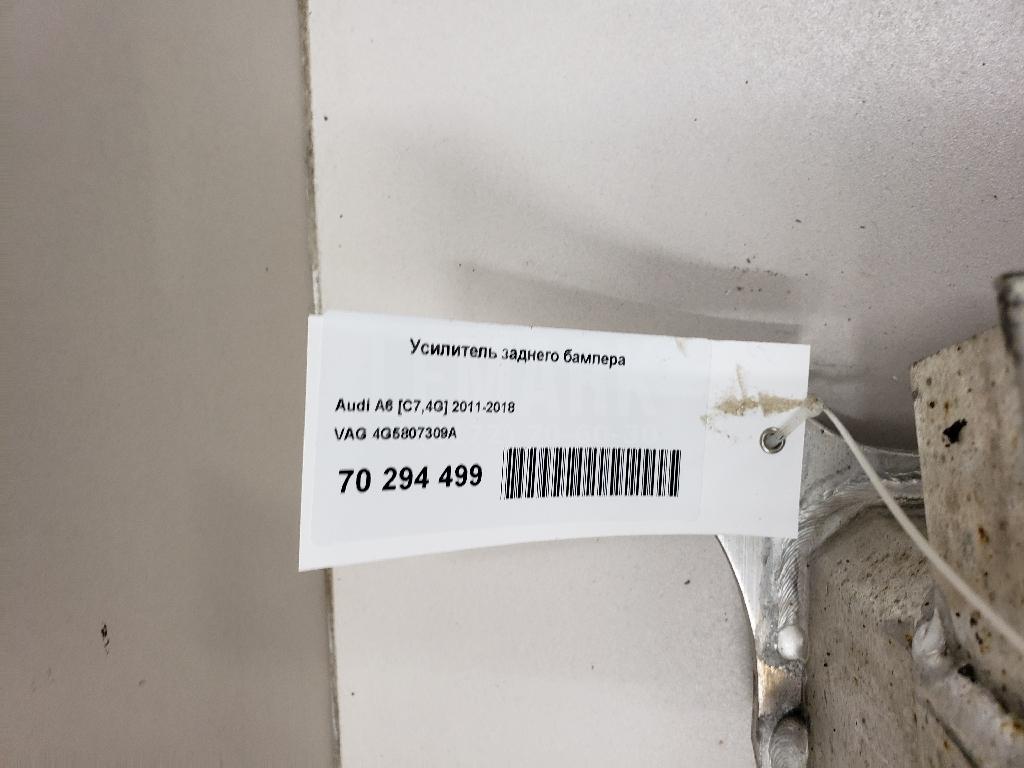 Усилитель заднего бампера
Audi A6 [C7,4G] 2011-2018
VAG 4G5807309A
70 294 499